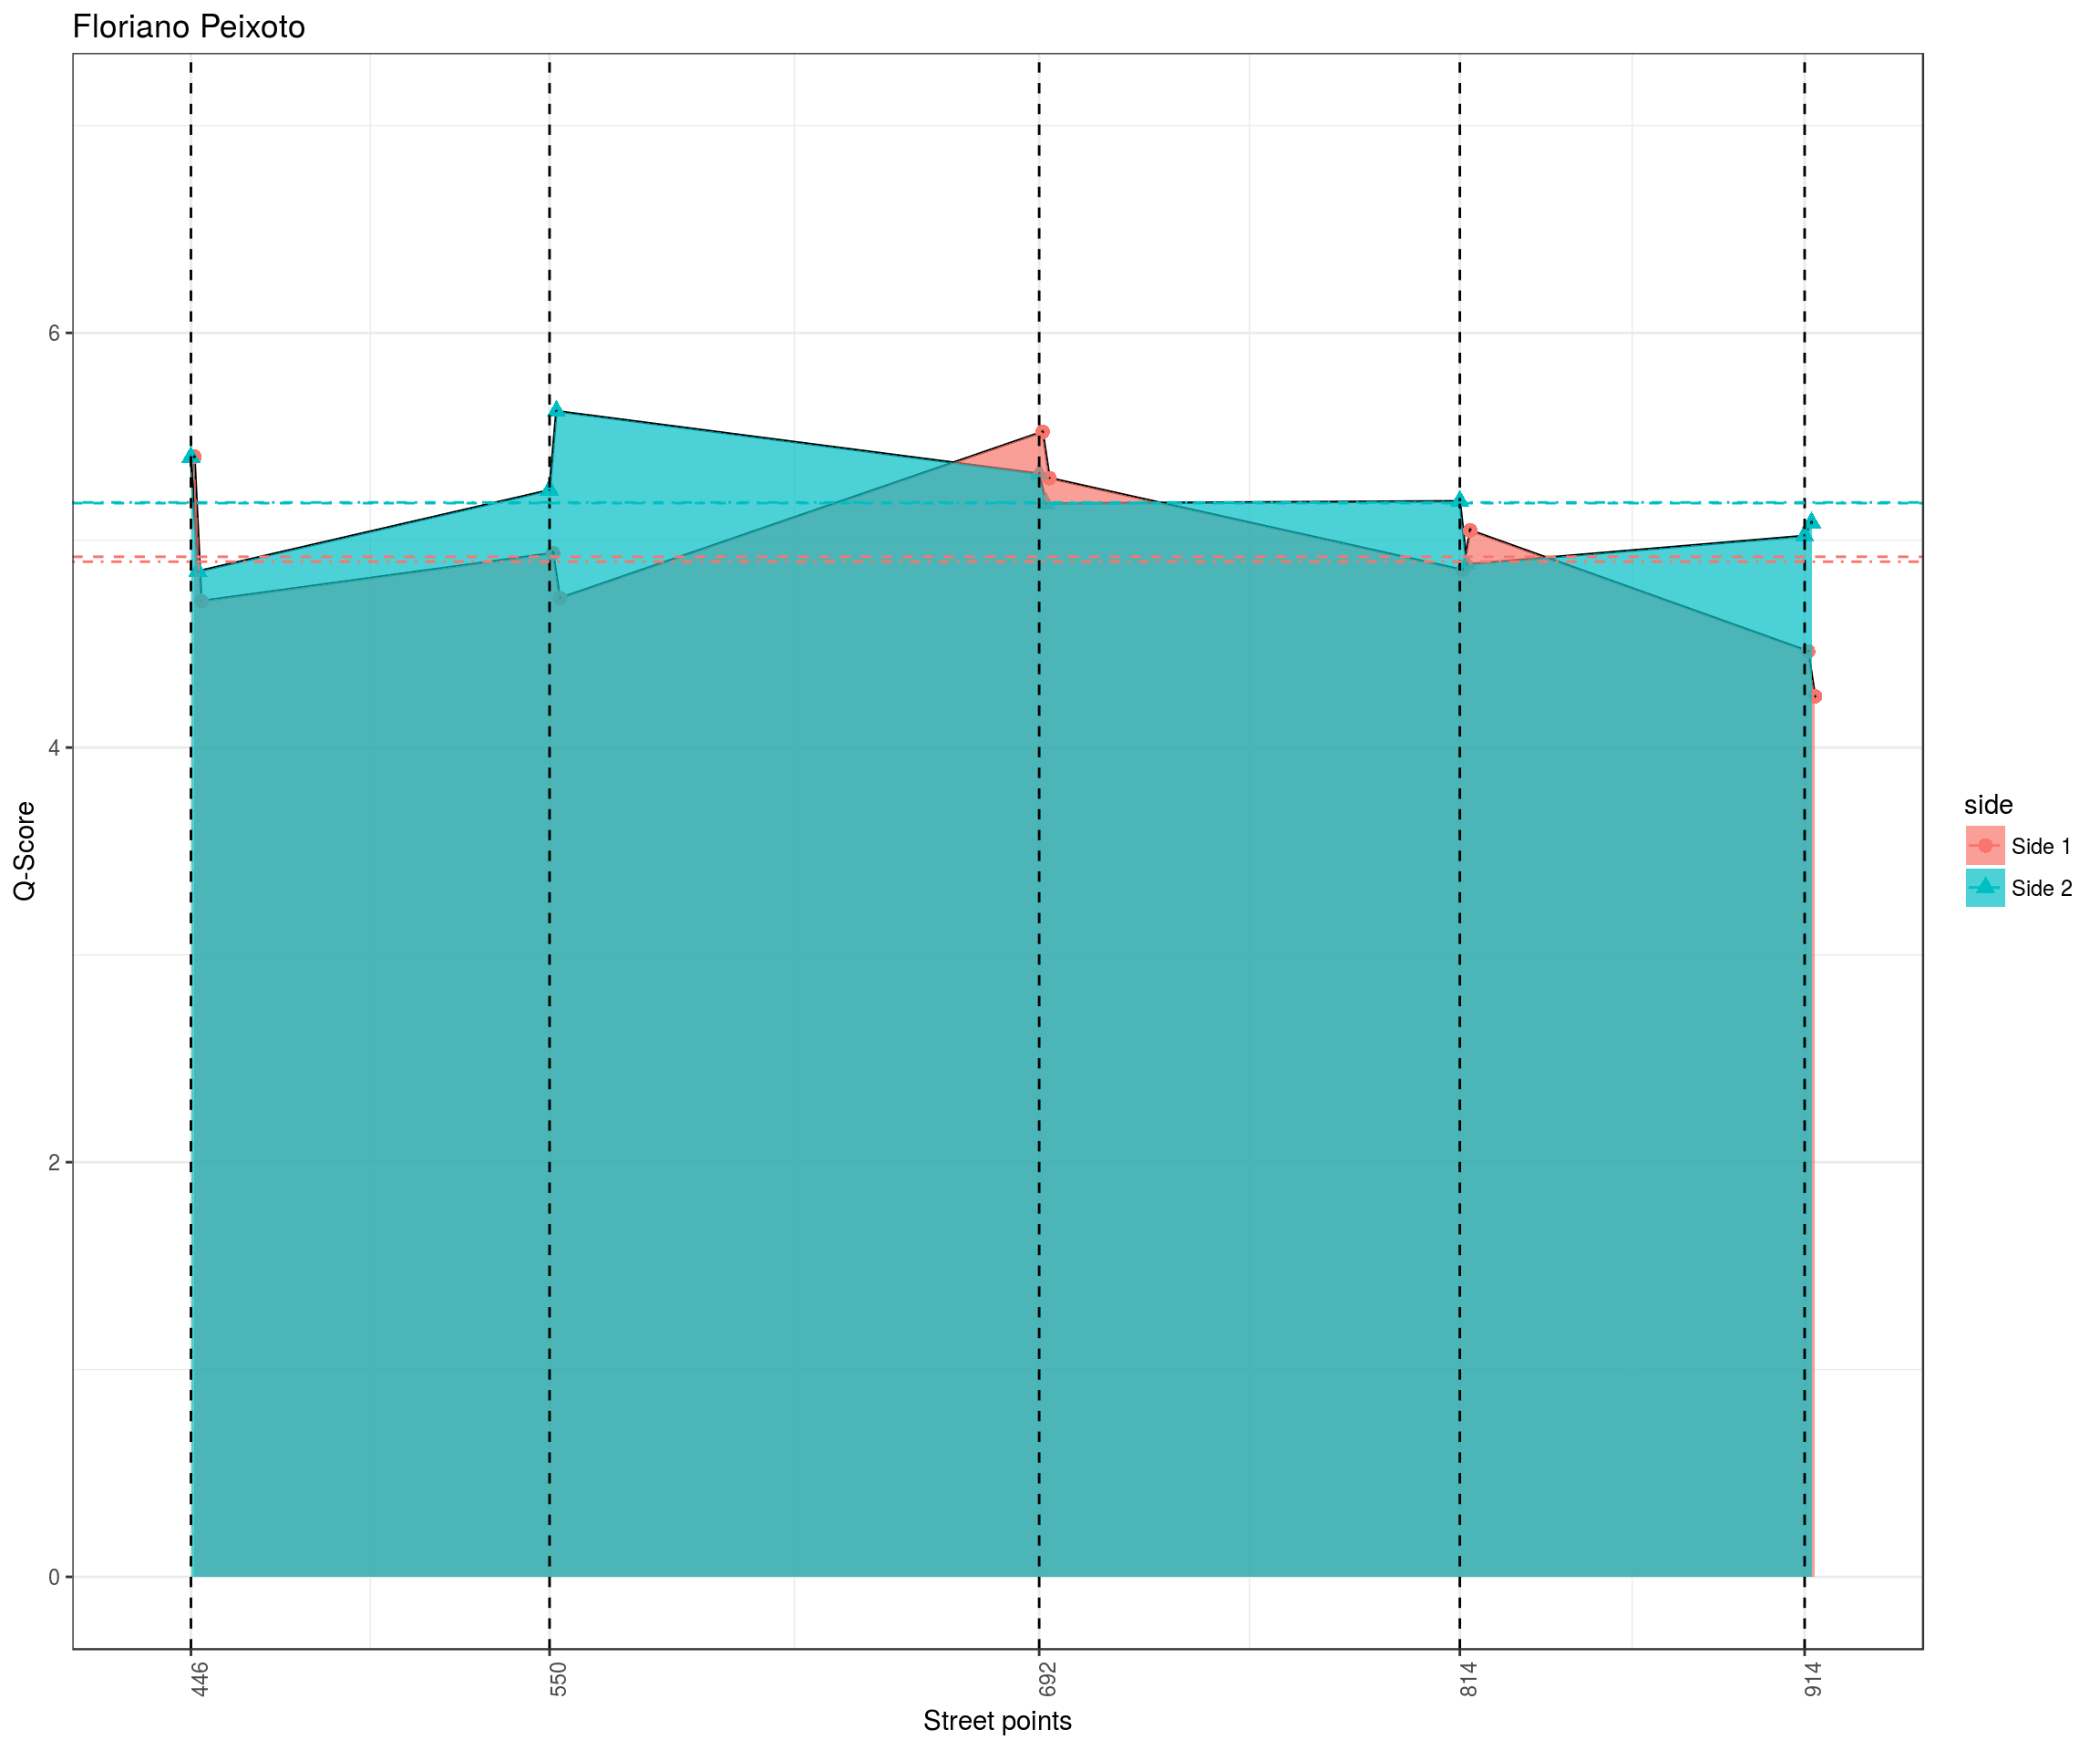 Floriano Peixoto
Q-Score
6
4
2
0
446
550
692
814
914
Street points
side
Side 1
Side 2